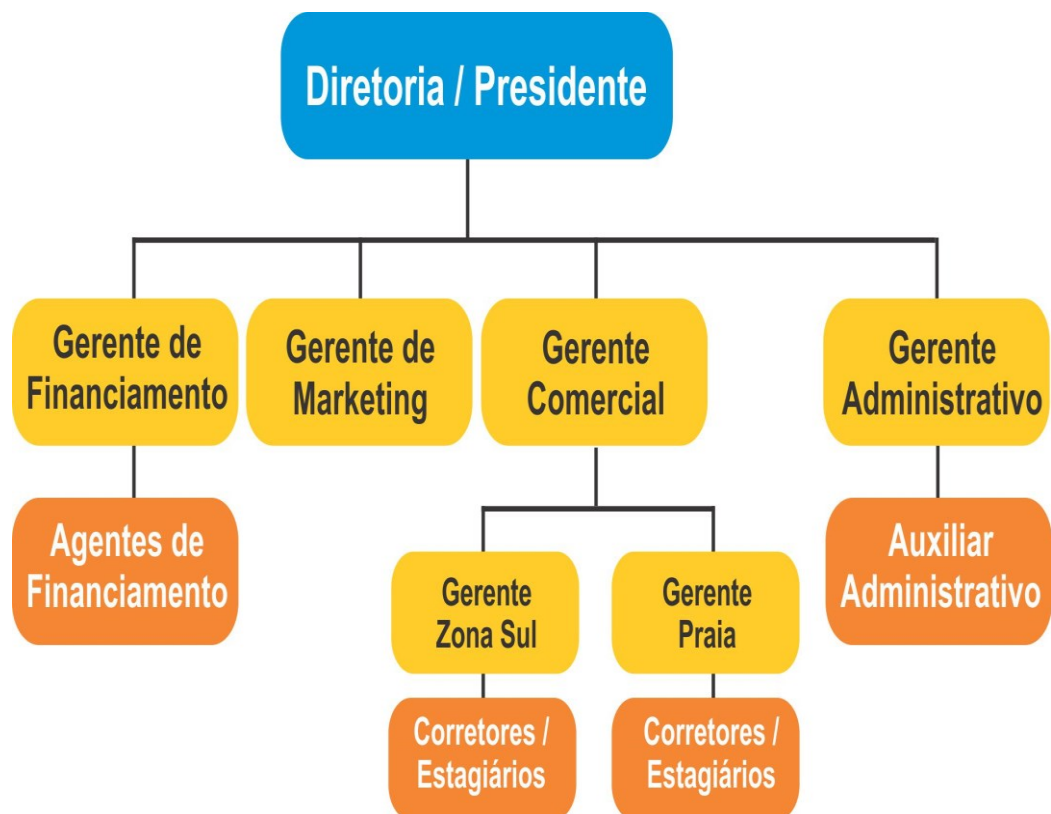 Diretoria / Presidente
Gerente de
Financiamento
Gerente de
Marketing
Gerente
Comercial
Gerente
Administrativo
Agentes de
Financiamento
Auxiliar
Administrativo
Gerente
Zona Sul
Gerente
Praia
Corretores /
Estagiários
Corretores /
Estagiários